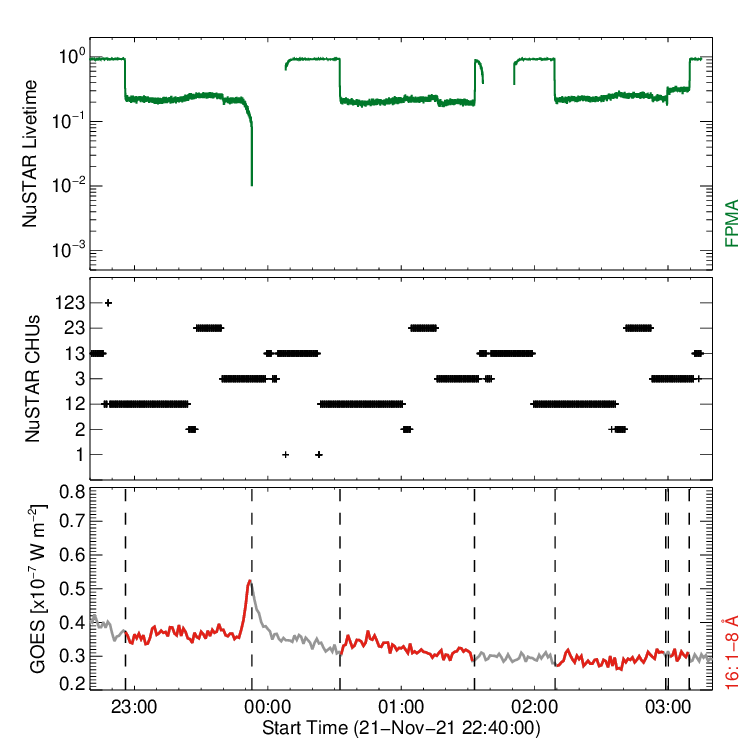 NuSTAR Livetime
10⁰
10⁻¹
10⁻²
10⁻³
FPMA
NuSTAR CHUs
123
23
13
3
12
2
1
GOES [x10⁻⁷ W m⁻²]
0.8
0.7
0.6
0.5
0.4
0.3
0.2
16: 1−8 Å
23:00 00:00 01:00 02:00 03:00
Start Time (21−Nov−21 22:40:00)